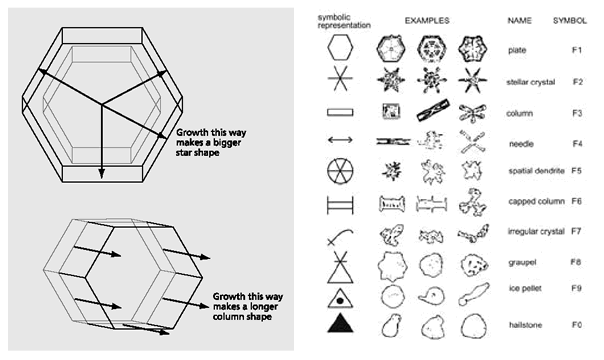 Growth this way
makes a bigger
star shape
Growth this way
makes a longer
column shape
symbolic
representation EXAMPLES NAME SYMBOL
plate F1
stellar crystal F2
column F3
needle F4
spatial dendrite F5
capped column F6
irregular crystal F7
graupel F8
ice pellet F9
hailstone F0